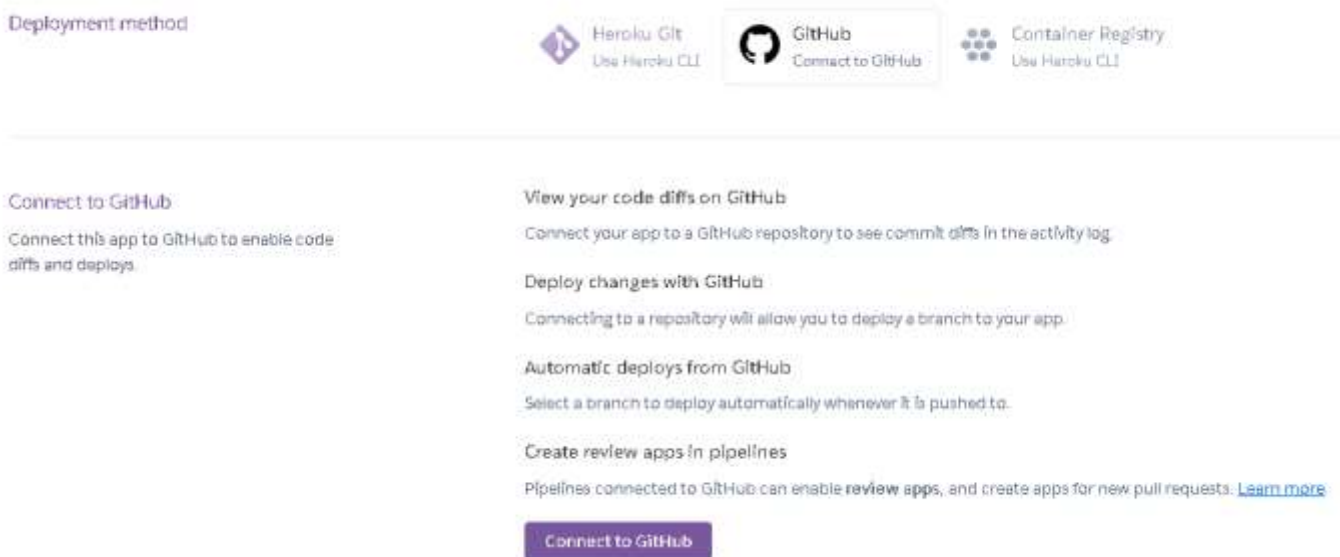 Deployment method
Heroku Git
Use Heroku CLI
GitHub
Connect to GitHub
Container Registry
Use Heroku CLI
Connect to GitHub
Connect this app to GitHub to enable code
diffs and deploys.
View your code diffs on GitHub
Connect your app to a GitHub repository to see commit diffs in the activity log.
Deploy changes with GitHub
Connecting to a repository will allow you to deploy a branch to your app.
Automatic deploys from GitHub
Select a branch to deploy automatically whenever it is pushed to.
Create review apps in pipelines
Pipelines connected to GitHub can enable review apps, and create apps for new pull requests. Learn more
Connect to GitHub